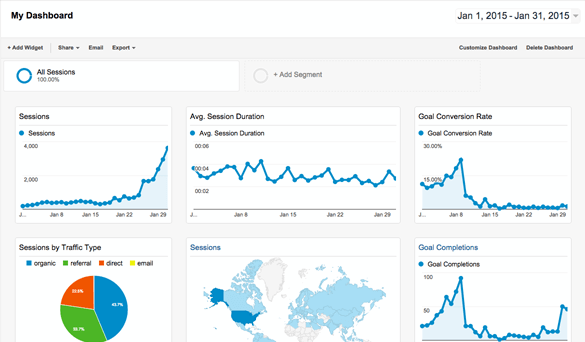 My Dashboard
Jan 1, 2015 - Jan 31, 2015
+ Add Widget Share Email Export Customize Dashboard Delete Dashboard
All Sessions
100.00%
+ Add Segment
Sessions
Sessions
4,000
2,000
J... Jan 8 Jan 15 Jan 22 Jan 29
Avg. Session Duration
Avg. Session Duration
00:06
00:04
00:02
J... Jan 8 Jan 15 Jan 22 Jan 29
Goal Conversion Rate
Goal Conversion Rate
30.00%
15.00%
J... Jan 8 Jan 15 Jan 22 Jan 29
Sessions by Traffic Type
organic referral direct email
43.7%
Sessions
Goal Completions
Goal Completions
100
50